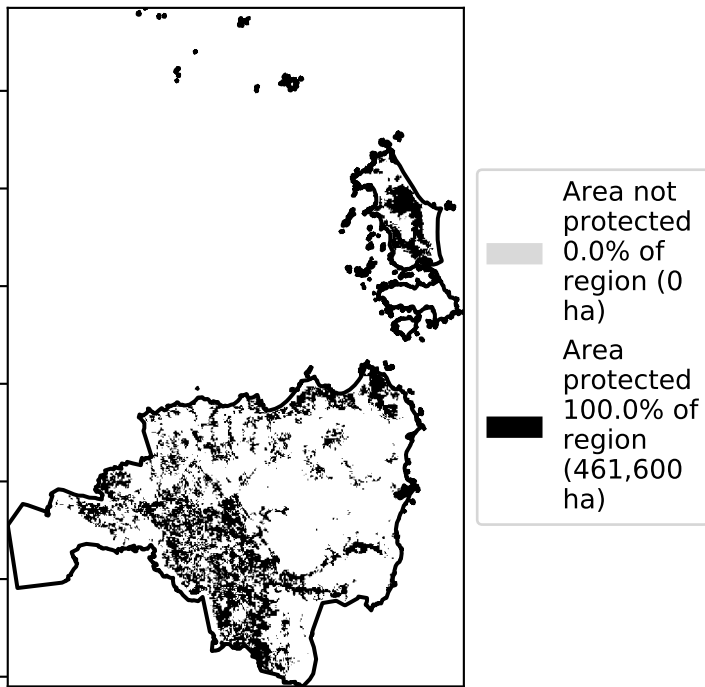 Area not
protected
0.0% of
region (0
ha)
Area
protected
100.0% of
region
(461,600
ha)